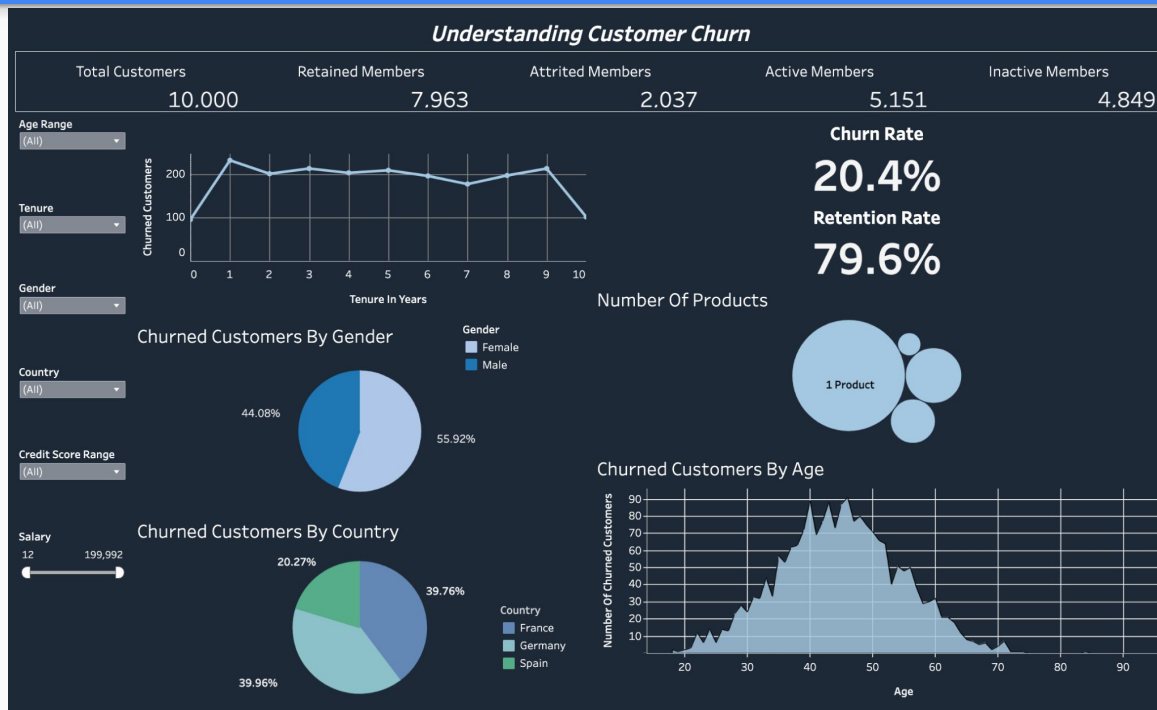 Understanding Customer Churn
Total Customers
10.000
Retained Members
7.963
Attrited Members
2.037
Active Members
5.151
Inactive Members
4.849
Age Range
(All)
Tenure
(All)
Gender
(All)
Country
(All)
Credit Score Range
(All)
Salary
12 199,992
Churned Customers
200
100
0
0 1 2 3 4 5 6 7 8 9 10
Tenure In Years
Churn Rate
20.4%
Retention Rate
79.6%
Churned Customers By Gender
Gender
Female
Male
44.08%
55.92%
Number Of Products
1 Product
Churned Customers By Country
20.27%
39.76%
39.96%
Country
France
Germany
Spain
Churned Customers By Age
Number Of Churned Customers
90
80
70
60
50
40
30
20
10
20 30 40 50 60 70 80 90
Age